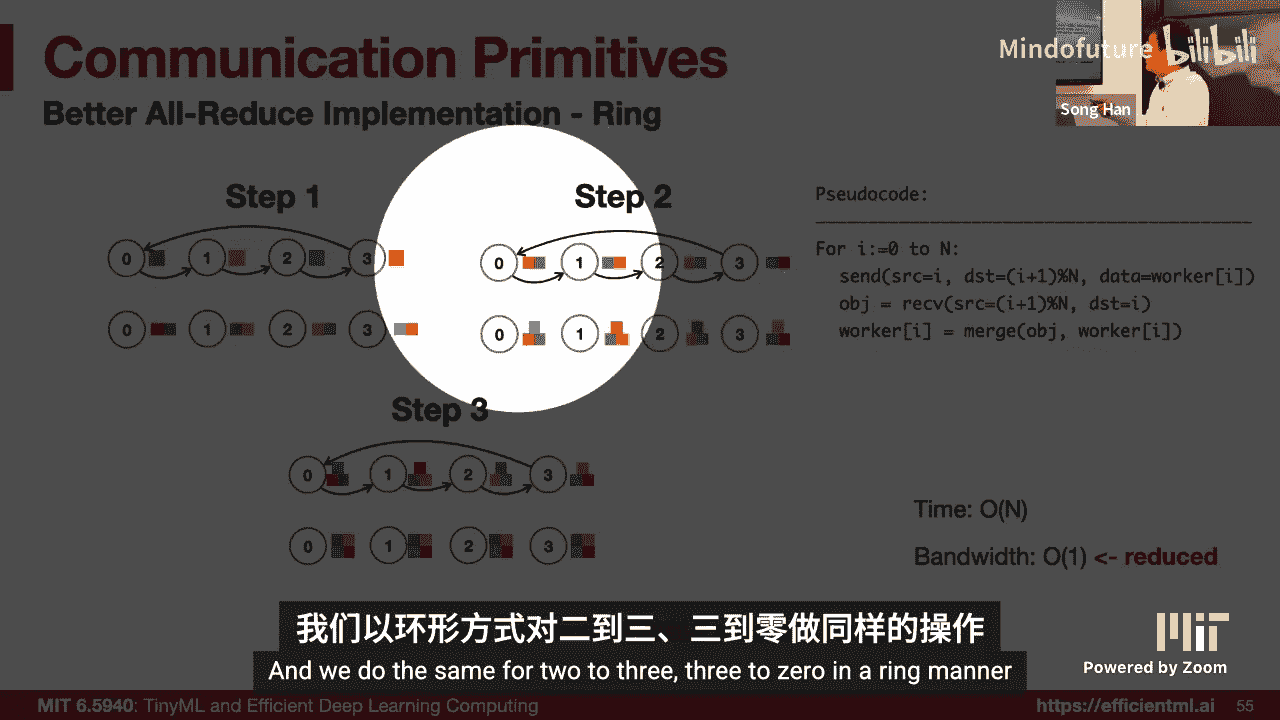 Communication Primitives
Mindofuture bilibili
Song Han
Better All-Reduce Implementation - Ring
Step 1
Step 2
0 1 2 3
0 1 2 3
0 1 2 3
0 1 2 3
Step 3
0 1 2 3
0 1 2 3
Pseudocode:
For i:=0 to N:
send(src=i, dst=(i+1)%N, data=worker[i])
obj = recv(src=(i+1)%N, dst=i)
worker[i] = merge(obj, worker[i])
Time: O(N)
Bandwidth: O(1) <- reduced
我们以环形方式对二到三、三到零做同样的操作
And we do the same for two to three, three to zero in a ring manner
MIT
Powered by Zoom
MIT 6.5940: TinyML and Efficient Deep Learning Computing
https://efficientml.ai
55